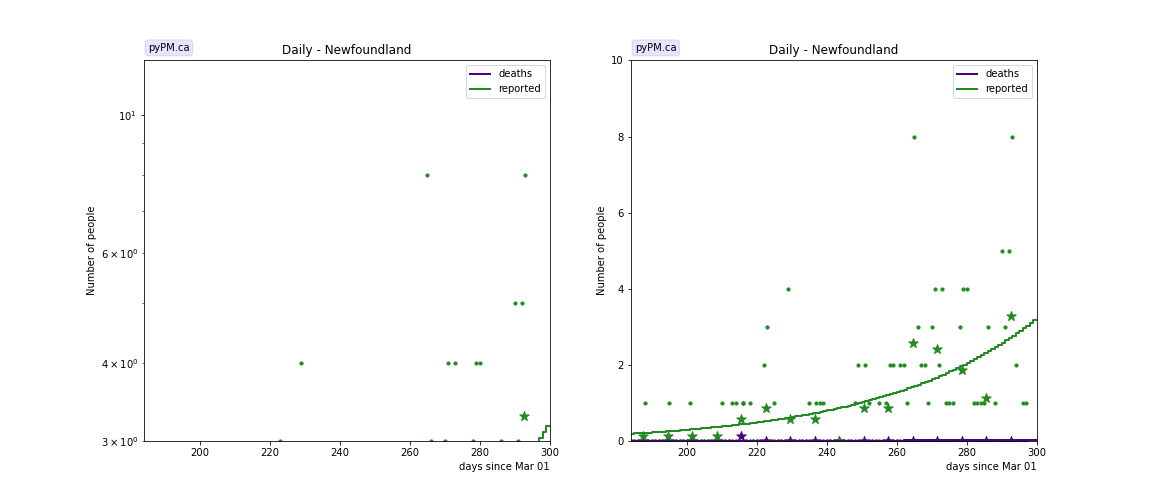 pyPM.ca
Daily - Newfoundland
deaths
reported
10¹
6 × 10⁰
4 × 10⁰
3 × 10⁰
Number of people
200
220
240
260
280
300
days since Mar 01
pyPM.ca
Daily - Newfoundland
deaths
reported
10
8
6
4
2
0
Number of people
200
220
240
260
280
300
days since Mar 01